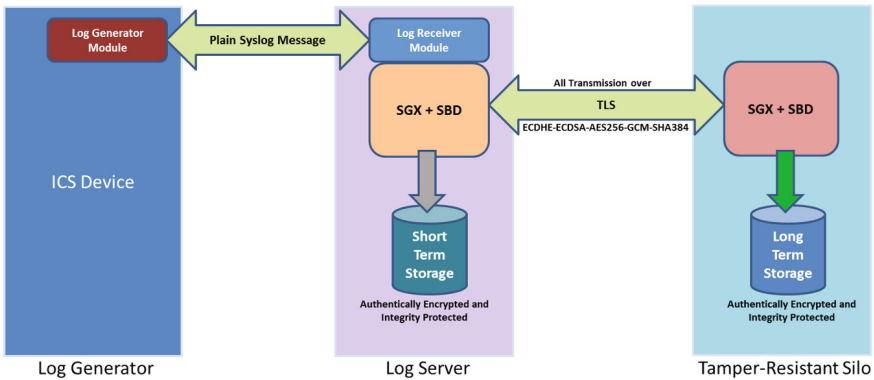 Log Generator
Module
Plain Syslog Message
Log Receiver
Module
All Transmission over
TLS
ECDHE-ECDSA-AES256-GCM-SHA384
SGX + SBD
SGX + SBD
ICS Device
Short
Term
Storage
Long
Term
Storage
Authentically Encrypted and
Integrity Protected
Authentically Encrypted and
Integrity Protected
Log Generator
Log Server
Tamper-Resistant Silo